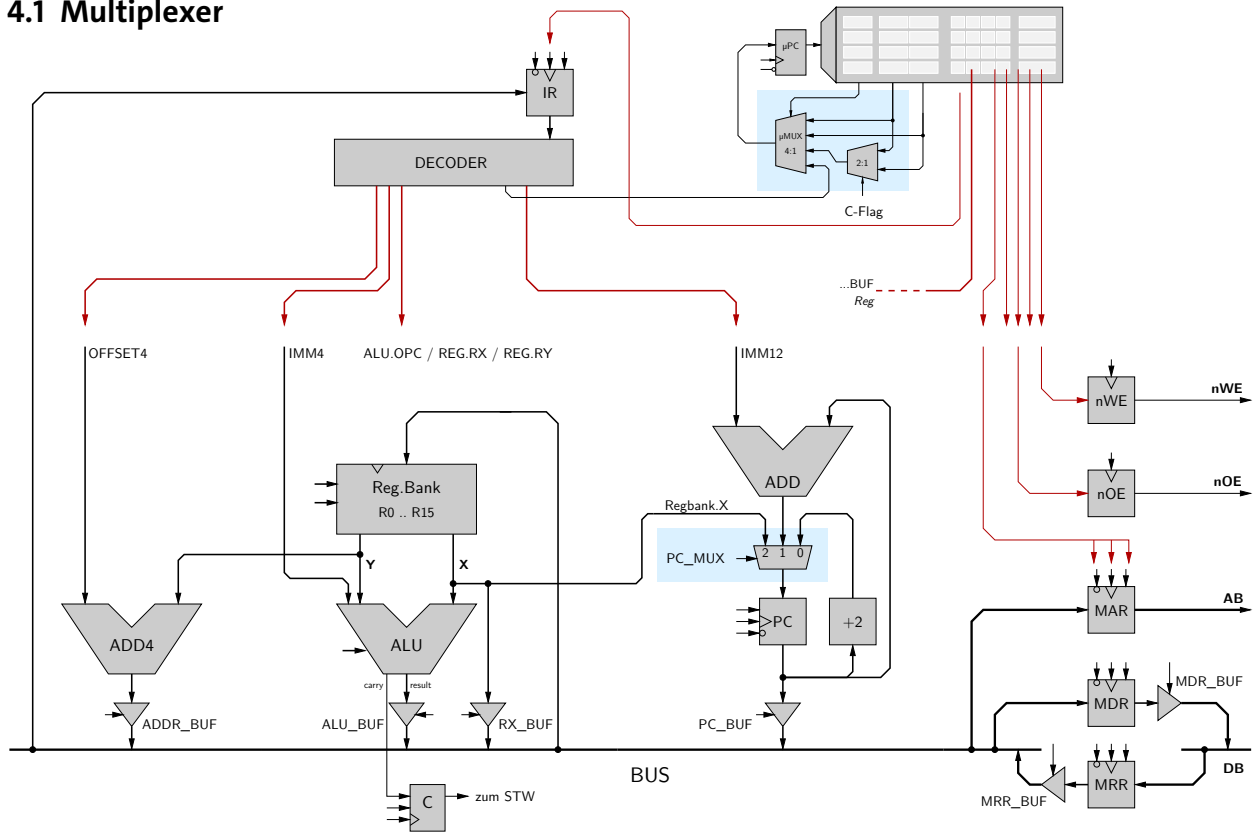 4.1 Multiplexer
µPC
IR
µMUX
4:1
2:1
DECODER
C-Flag
...BUF
Reg
OFFSET4
IMM4
ALU.OPC / REG.RX / REG.RY
IMM12
nWE
nWE
Reg.Bank
R0 .. R15
ADD
nOE
nOE
Regbank.X
Y
X
PC_MUX
2 1 0
ADD4
ALU
PC
+2
MAR
AB
carry
result
ADDR_BUF
ALU_BUF
RX_BUF
PC_BUF
MDR
MDR_BUF
BUS
DB
MRR
MRR_BUF
C
zum STW